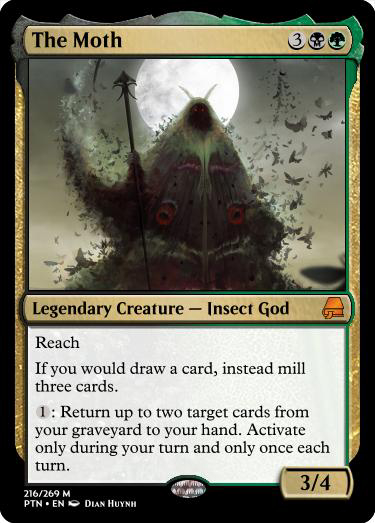 The Moth 3
Legendary Creature — Insect God
Reach
If you would draw a card, instead mill
three cards.
1: Return up to two target cards from
your graveyard to your hand. Activate
only during your turn and only once each
turn.
3/4
216/269 M
PTN • EN Dian Huynh